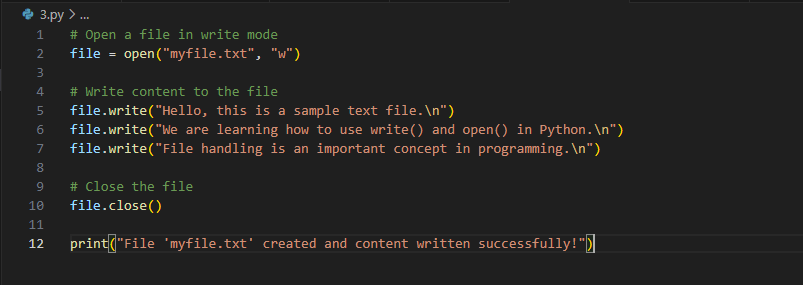 3.py > ...
1 # Open a file in write mode
2 file = open("myfile.txt", "w")
3
4 # Write content to the file
5 file.write("Hello, this is a sample text file.\n")
6 file.write("We are learning how to use write() and open() in Python.\n")
7 file.write("File handling is an important concept in programming.\n")
8
9 # Close the file
10 file.close()
11
12 print("File 'myfile.txt' created and content written successfully!")